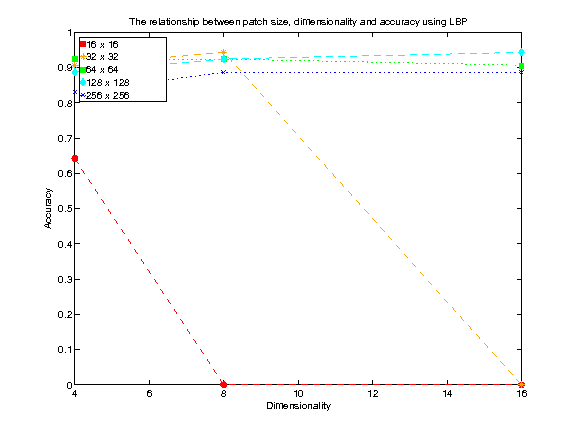 The relationship between patch size, dimensionality and accuracy using LBP
1
0.9
0.8
0.7
0.6
0.5
0.4
0.3
0.2
0.1
0
Accuracy
16 x 16
32 x 32
64 x 64
128 x 128
256 x 256
4 6 8 10 12 14 16
Dimensionality